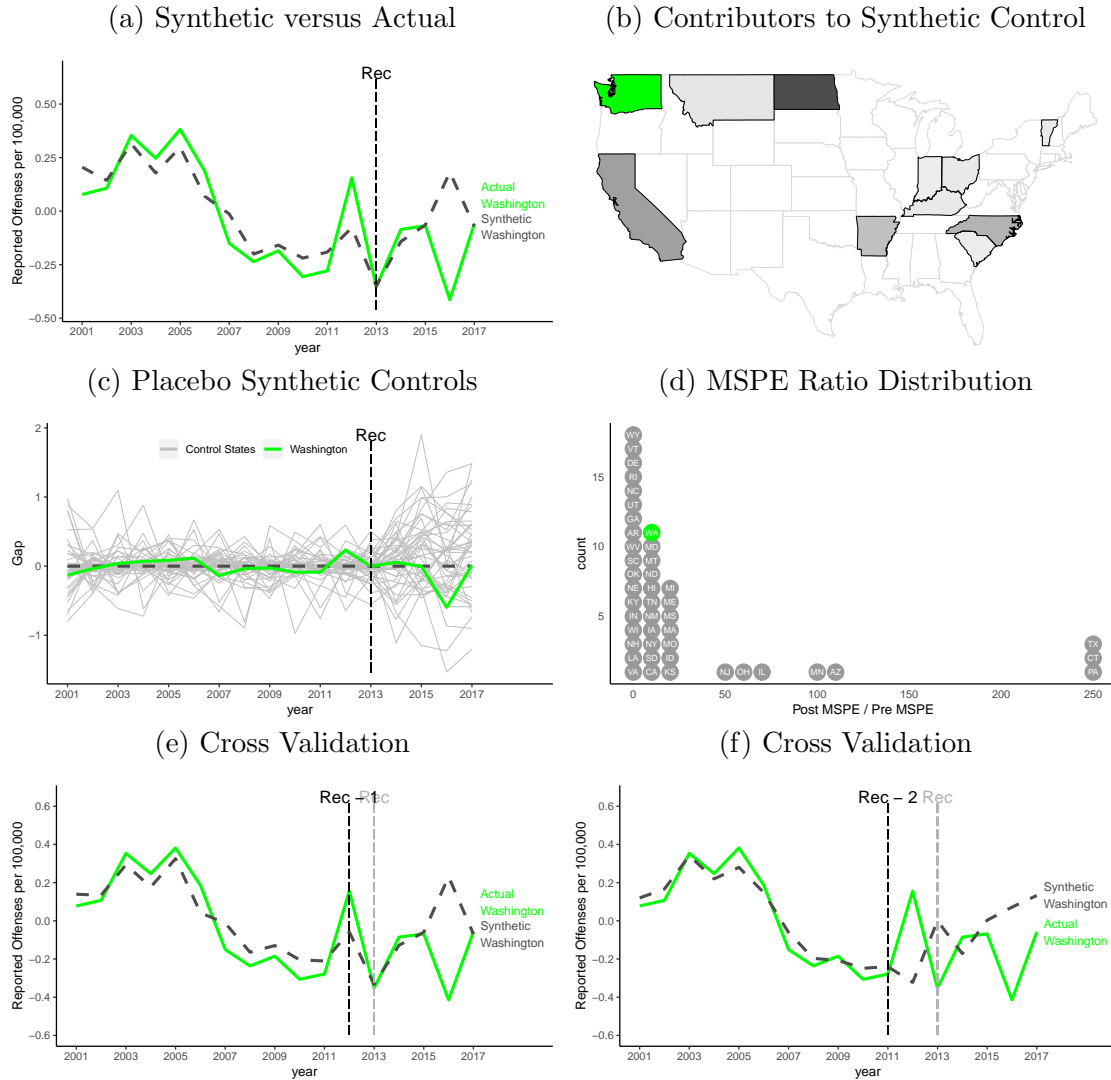 (a) Synthetic versus Actual
Rec
0.50
0.25
0.00
−0.25
−0.50
Reported Offenses per 100,000
Actual
Washington
Synthetic
Washington
2001 2003 2005 2007 2009 2011 2013 2015 2017
year
(b) Contributors to Synthetic Control
(c) Placebo Synthetic Controls
Rec
Control States Washington
2
1
0
−1
Gap
2001 2003 2005 2007 2009 2011 2013 2015 2017
year
(d) MSPE Ratio Distribution
15
10
5
count
WY
VT
DE
RI
NC
UT
GA
AR WA
WV MD
SC MT
OK ND
NE HI MI
KY TN ME
IN NM MS
WI IA MA
NH NY MO TX
LA SD ID CT
VA CA KS NJ OH IL MN AZ PA
0 50 100 150 200 250
Post MSPE / Pre MSPE
(e) Cross Validation
Rec − 1 Rec
0.6
0.4
0.2
0.0
−0.2
−0.4
−0.6
Reported Offenses per 100,000
Actual
Washington
Synthetic
Washington
2001 2003 2005 2007 2009 2011 2013 2015 2017
year
(f) Cross Validation
Rec − 2 Rec
0.6
0.4
0.2
0.0
−0.2
−0.4
−0.6
Reported Offenses per 100,000
Synthetic
Washington
Actual
Washington
2001 2003 2005 2007 2009 2011 2013 2015 2017
year